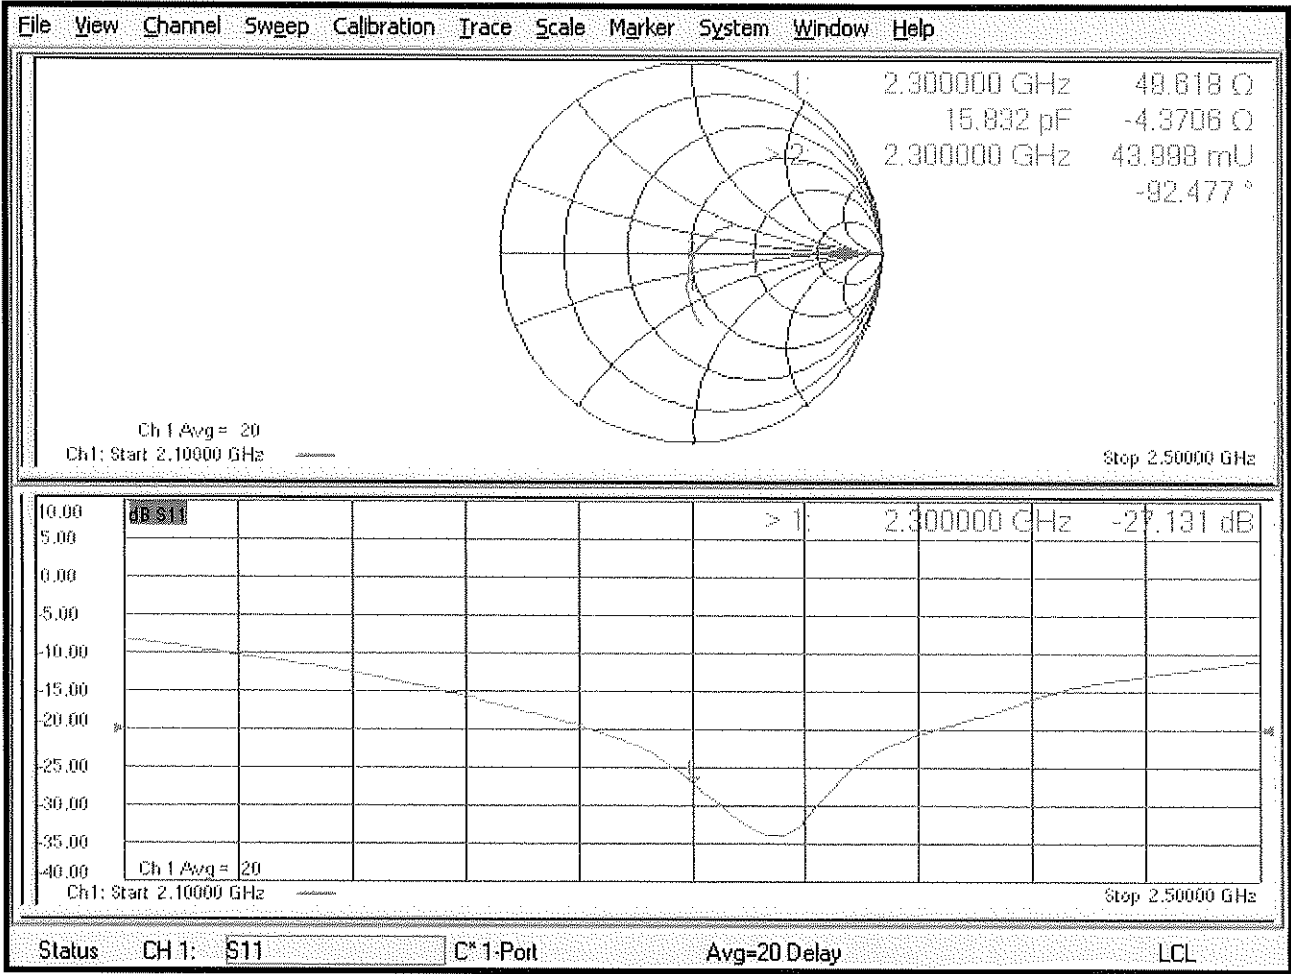 File View Channel Sweep Calibration Trace Scale Marker System Window Help
1: 2.300000 GHz 49.618 Ω
15.832 pF -4.3706 Ω
> 2: 2.300000 GHz 43.998 mU
-92.477 °
Ch 1 Avg = 20
Ch1: Start 2.10000 GHz
Stop 2.50000 GHz
10.00 dB S11
> 1: 2.300000 GHz -27.131 dB
5.00
0.00
-5.00
-10.00
-15.00
-20.00
-25.00
-30.00
-35.00
-40.00
Ch 1 Avg = 20
Ch1: Start 2.10000 GHz
Stop 2.50000 GHz
Status CH 1: S11 C* 1-Port Avg=20 Delay LCL